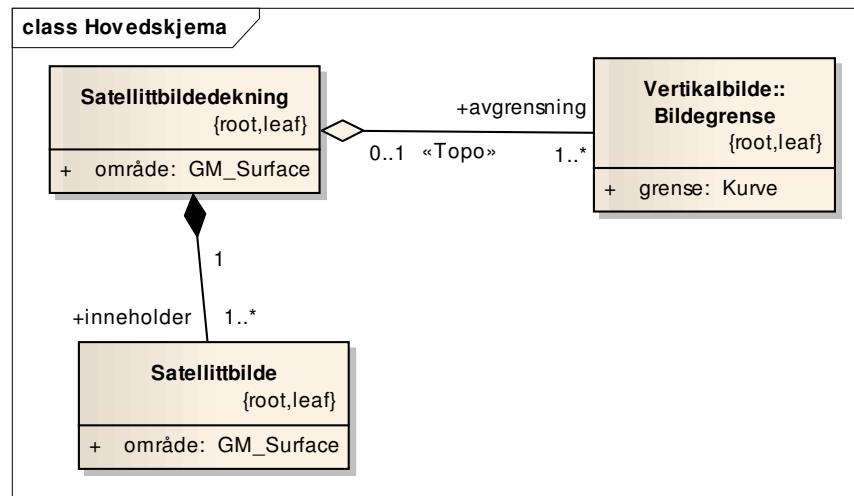 class Hovedskjema
Satellittbildedekning
{root,leaf}
+ område: GM_Surface
+avgrensning
0..1 «Topo» 1..*
Vertikalbilde::
Bildegrense
{root,leaf}
+ grense: Kurve
1
+inneholder 1..*
Satellittbilde
{root,leaf}
+ område: GM_Surface